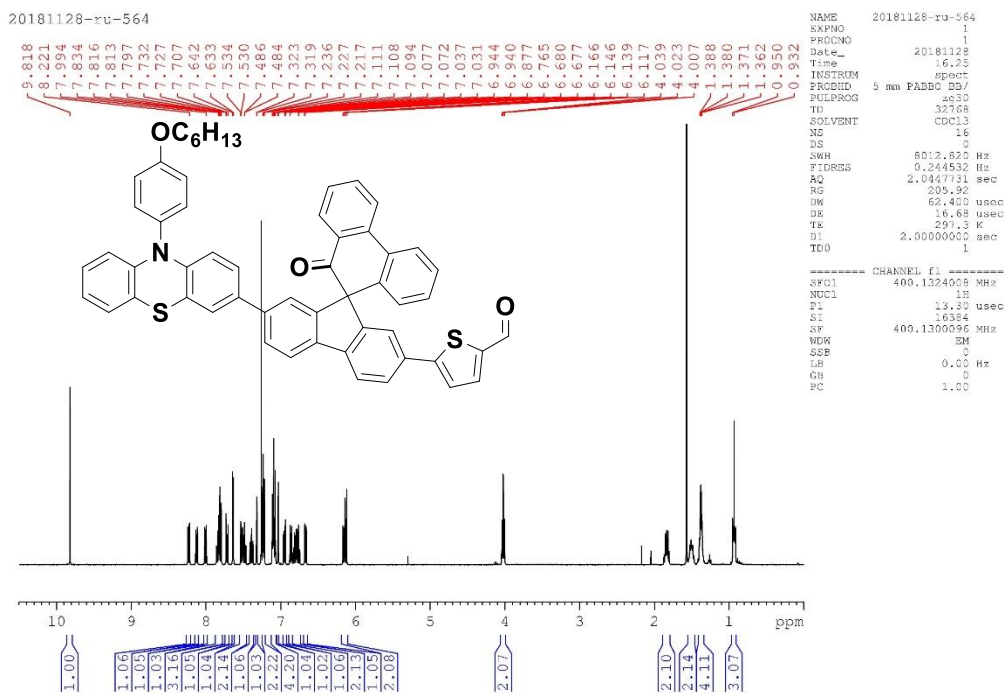 20181128-ru-564
9.818
8.221
7.994
7.834
7.816
7.813
7.797
7.732
7.727
7.707
7.642
7.633
7.534
7.530
7.486
7.484
7.323
7.319
7.236
7.227
7.217
7.111
7.108
7.094
7.077
7.072
7.037
7.031
6.944
6.940
6.877
6.765
6.680
6.677
6.166
6.146
6.139
6.117
4.039
4.023
4.007
1.388
1.380
1.371
1.362
0.950
0.932
NAME 20181128-ru-564
EXPNO 1
PROCNO 1
Date_ 20181128
Time 16.25
INSTRUM spect
PROBHD 5 mm PABBO BB/
PULPROG zg30
TD 32768
SOLVENT CDCl3
NS 16
DS 0
SWH 8012.820 Hz
FIDRES 0.244532 Hz
AQ 2.0447731 sec
RG 205.92
DW 62.400 usec
DE 16.68 usec
TE 297.3 K
D1 2.00000000 sec
TD0 1
======== CHANNEL f1 ========
SFO1 400.1324008 MHz
NUC1 1H
P1 13.30 usec
SI 16384
SF 400.1300096 MHz
WDW EM
SSB 0
LB 0.00 Hz
GB 0
PC 1.00
OC6H13
N
S
O
S
O
10 9 8 7 6 5 4 3 2 1 ppm
1.00
1.06
1.05
1.03
3.16
1.05
1.04
2.14
1.06
1.03
2.22
4.20
1.04
1.02
1.06
2.13
1.05
2.08
2.07
2.10
2.14
4.11
3.07